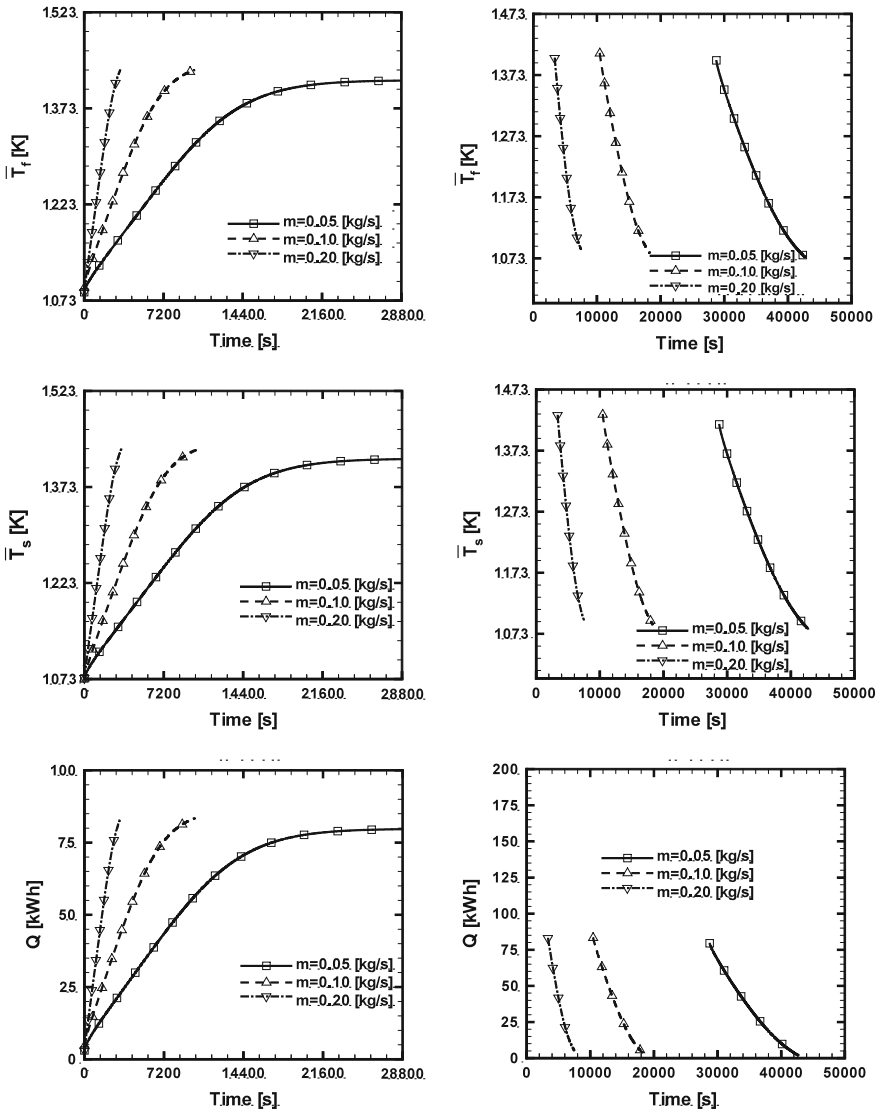 1523
1373
1223
1073
T̅f [K]
m=0.05 [kg/s]
m=0.10 [kg/s]
m=0.20 [kg/s]
0 7200 14400 21600 28800
Time [s]
1473
1373
1273
1173
1073
T̅f [K]
m=0.05 [kg/s]
m=0.10 [kg/s]
m=0.20 [kg/s]
0 10000 20000 30000 40000 50000
Time [s]
1523
1373
1223
1073
T̅s [K]
m=0.05 [kg/s]
m=0.10 [kg/s]
m=0.20 [kg/s]
0 7200 14400 21600 28800
Time [s]
1473
1373
1273
1173
1073
T̅s [K]
m=0.05 [kg/s]
m=0.10 [kg/s]
m=0.20 [kg/s]
0 10000 20000 30000 40000 50000
Time [s]
100
75
50
25
0
Q [kWh]
m=0.05 [kg/s]
m=0.10 [kg/s]
m=0.20 [kg/s]
0 7200 14400 21600 28800
Time [s]
200
175
150
125
100
75
50
25
0
Q [kWh]
m=0.05 [kg/s]
m=0.10 [kg/s]
m=0.20 [kg/s]
0 10000 20000 30000 40000 50000
Time [s]